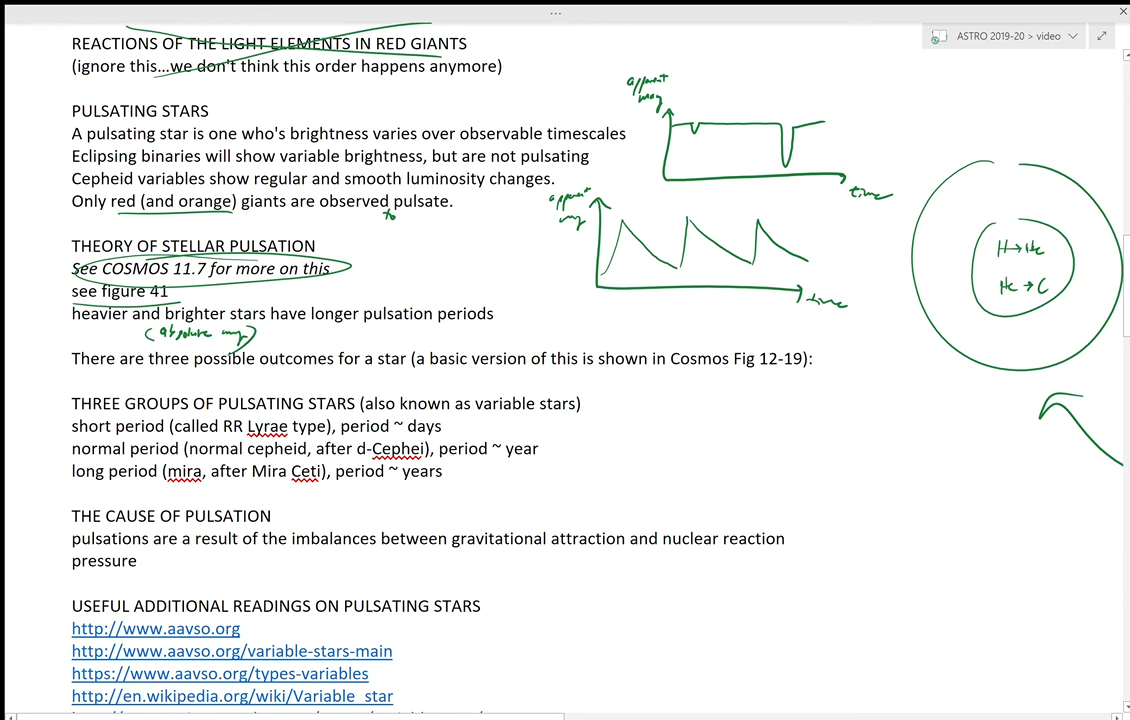 ASTRO 2019-20 > video
REACTIONS OF THE LIGHT ELEMENTS IN RED GIANTS
(ignore this...we don't think this order happens anymore)
PULSATING STARS
A pulsating star is one who's brightness varies over observable timescales
Eclipsing binaries will show variable brightness, but are not pulsating
Cepheid variables show regular and smooth luminosity changes.
Only red (and orange) giants are observed pulsate.
to
apparent
mag
time
apparent
mag
time
H→He
He→C
THEORY OF STELLAR PULSATION
See COSMOS 11.7 for more on this
see figure 41
heavier and brighter stars have longer pulsation periods
(absolute mag)
There are three possible outcomes for a star (a basic version of this is shown in Cosmos Fig 12-19):
THREE GROUPS OF PULSATING STARS (also known as variable stars)
short period (called RR Lyrae type), period ~ days
normal period (normal cepheid, after d-Cephei), period ~ year
long period (mira, after Mira Ceti), period ~ years
THE CAUSE OF PULSATION
pulsations are a result of the imbalances between gravitational attraction and nuclear reaction
pressure
USEFUL ADDITIONAL READINGS ON PULSATING STARS
http://www.aavso.org
http://www.aavso.org/variable-stars-main
https://www.aavso.org/types-variables
http://en.wikipedia.org/wiki/Variable_star